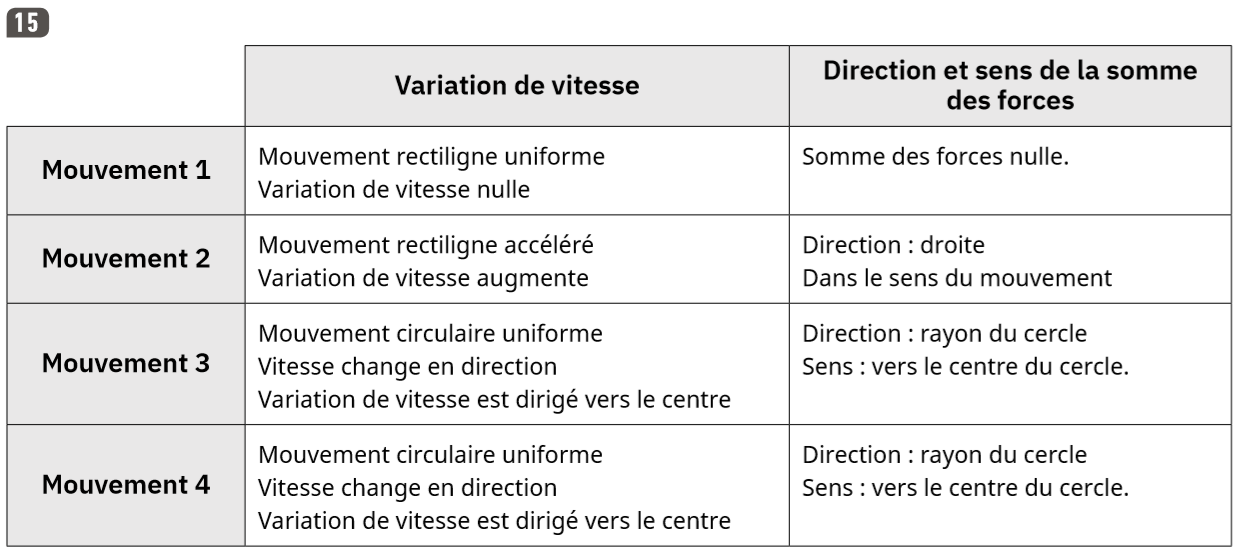 15
Variation de vitesse
Direction et sens de la somme
des forces
Mouvement 1
Mouvement rectiligne uniforme
Variation de vitesse nulle
Somme des forces nulle.
Mouvement 2
Mouvement rectiligne accéléré
Variation de vitesse augmente
Direction : droite
Dans le sens du mouvement
Mouvement 3
Mouvement circulaire uniforme
Vitesse change en direction
Variation de vitesse est dirigé vers le centre
Direction : rayon du cercle
Sens : vers le centre du cercle.
Mouvement 4
Mouvement circulaire uniforme
Vitesse change en direction
Variation de vitesse est dirigé vers le centre
Direction : rayon du cercle
Sens : vers le centre du cercle.